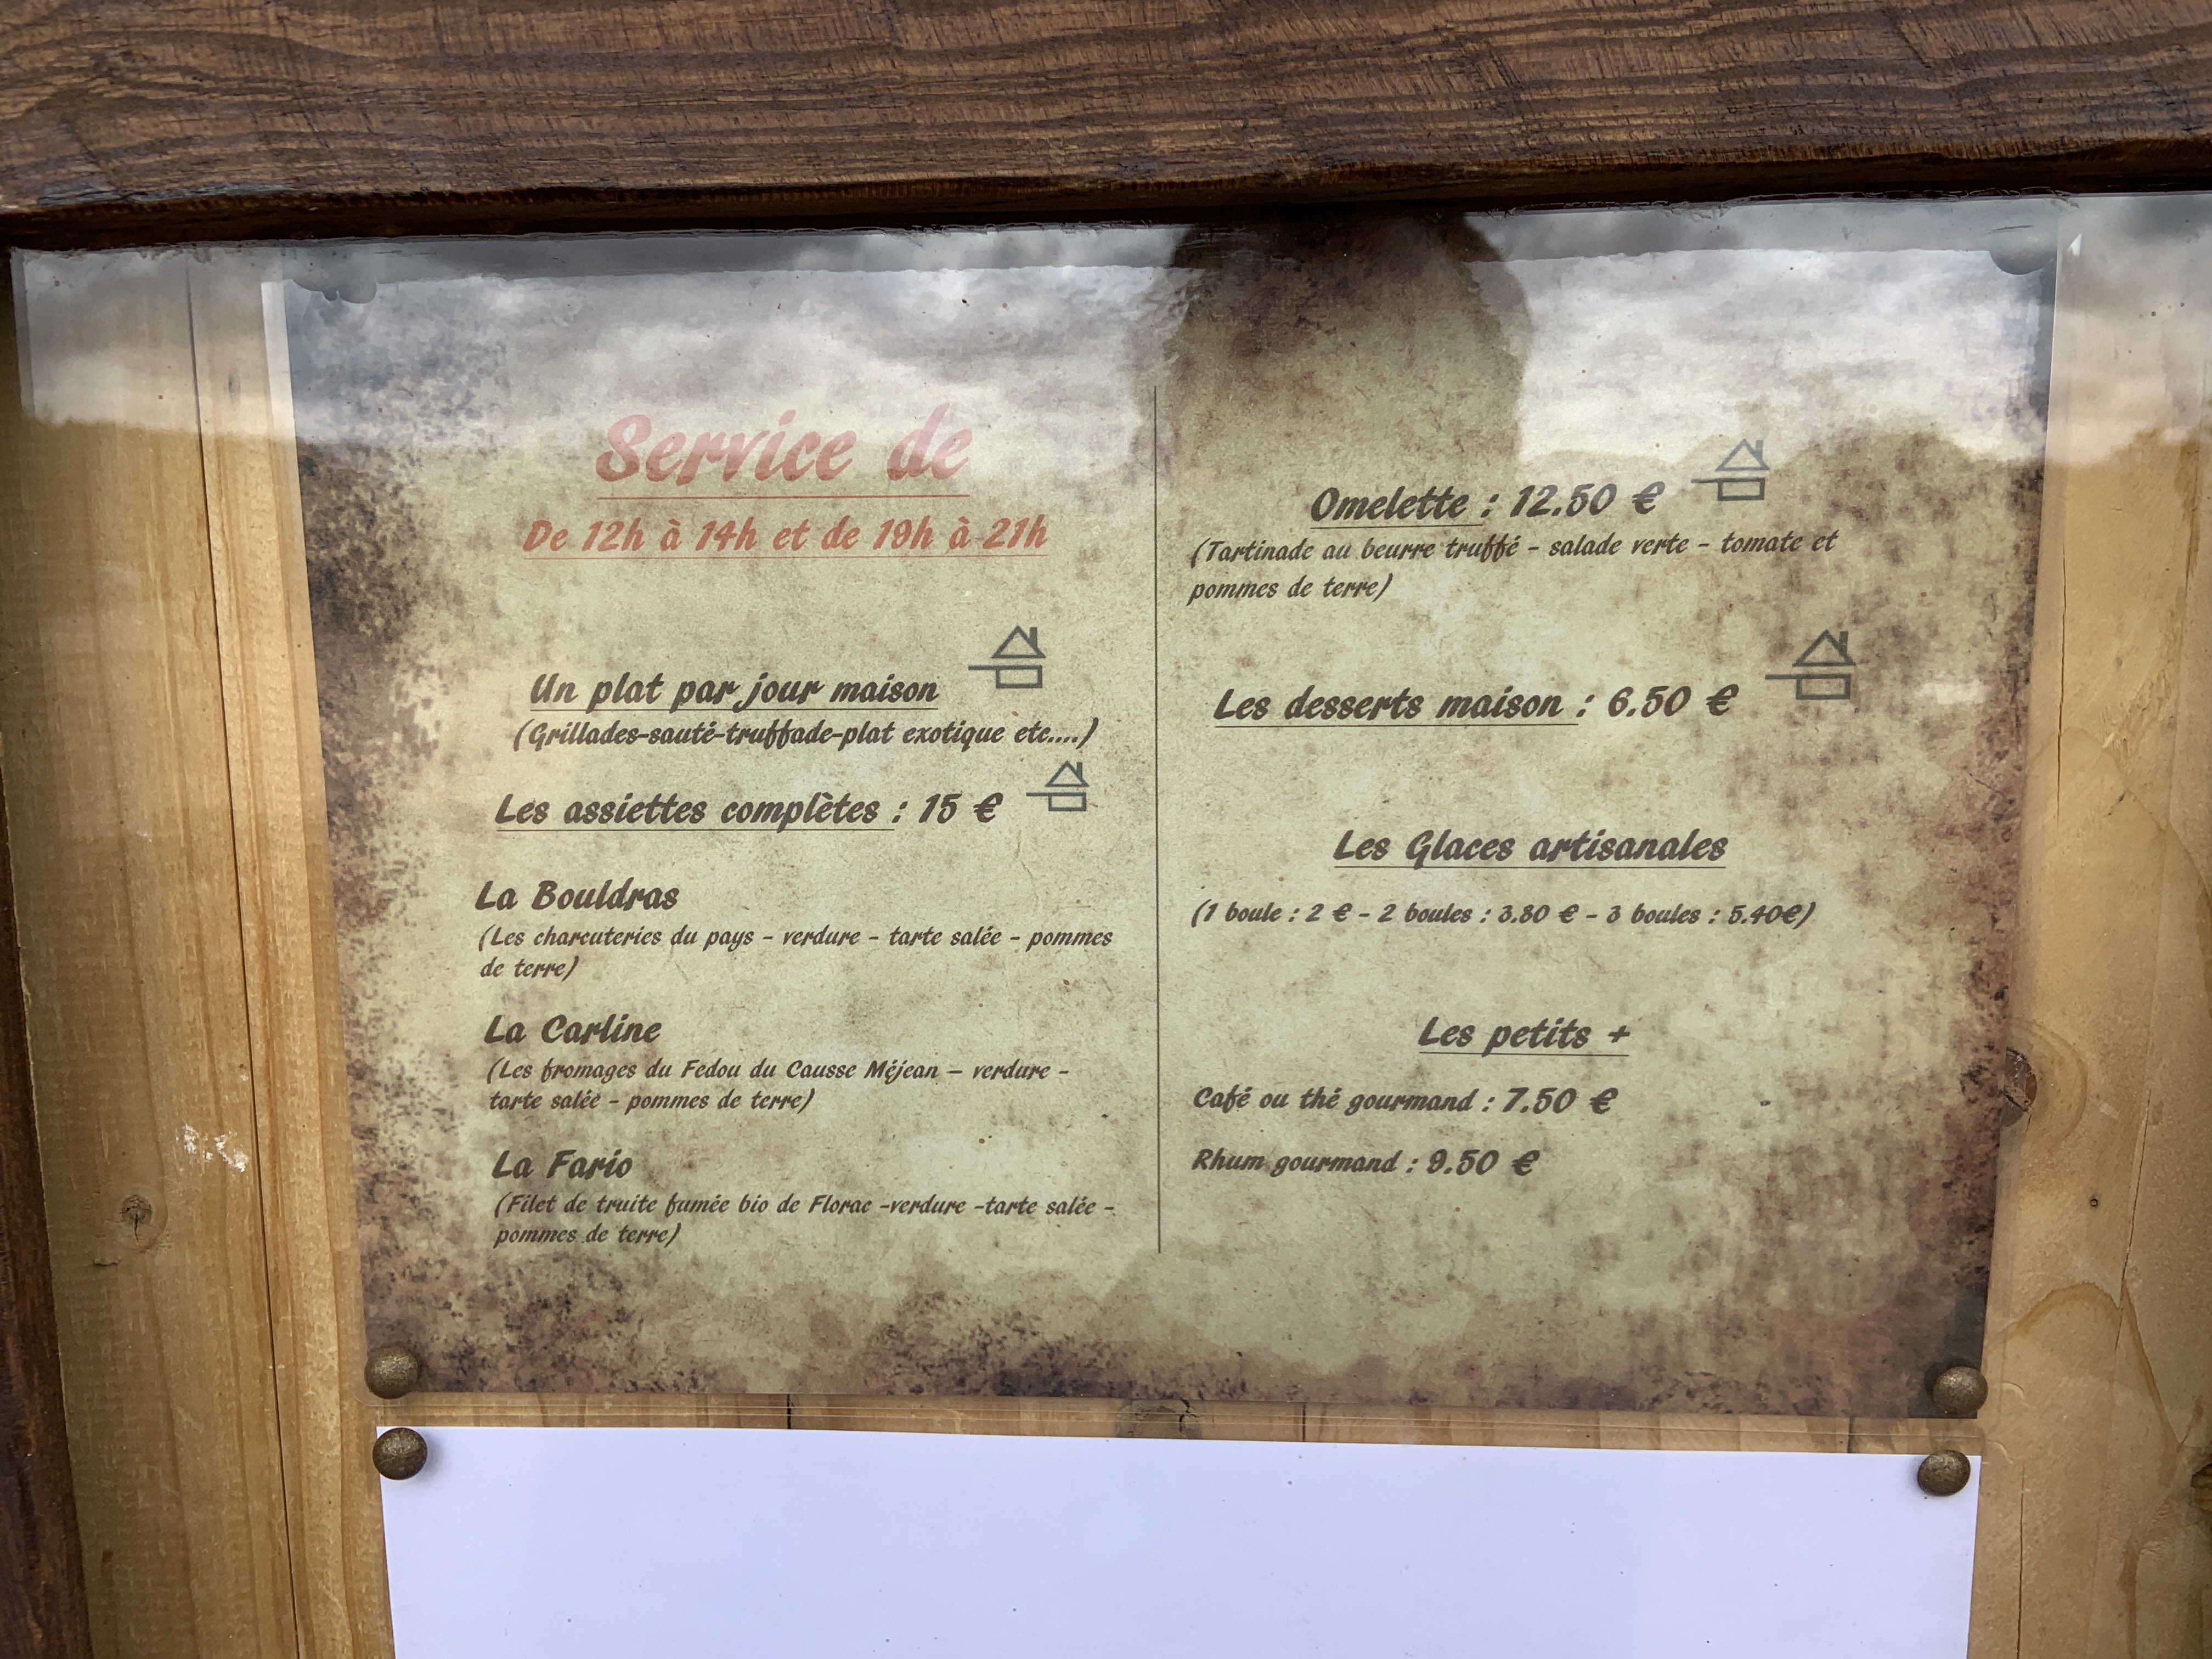 Service de
De 12h à 14h et de 19h à 21h
Un plat par jour maison
(Grillades-sauté-truffade-plat exotique etc....)
Les assiettes complètes : 15 €
La Bouldras
(Les charcuteries du pays - verdure - tarte salée - pommes
de terre)
La Carline
(Les fromages du Fedou du Causse Méjean – verdure -
tarte salée - pommes de terre)
La Fario
(Filet de truite fumée bio de Florac -verdure -tarte salée -
pommes de terre)
Omelette : 12.50 €
(Tartinade au beurre truffé - salade verte - tomate et
pommes de terre)
Les desserts maison : 6.50 €
Les Glaces artisanales
(1 boule : 2 € - 2 boules : 3.80 € - 3 boules : 5.40€)
Les petits +
Café ou thé gourmand : 7.50 €
Rhum gourmand : 9.50 €